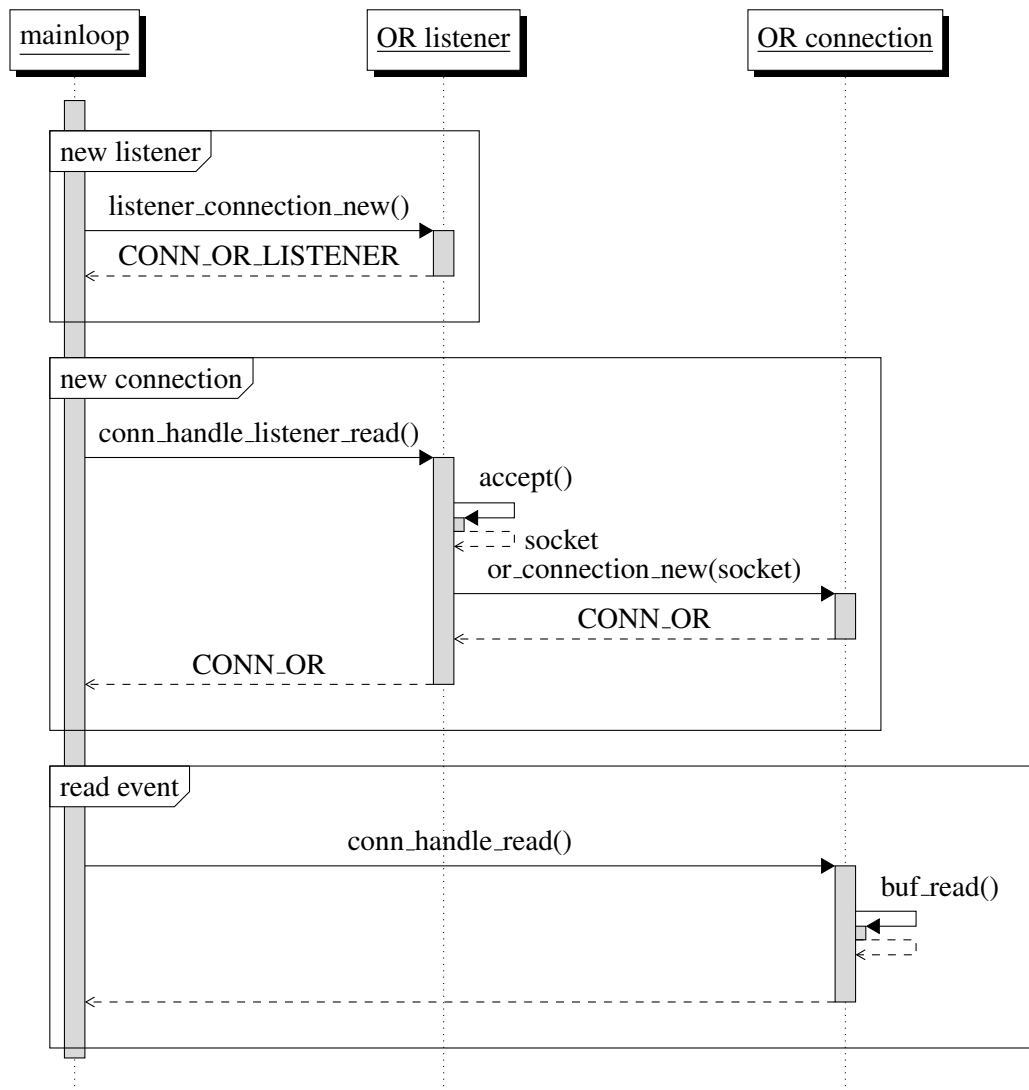 mainloop
OR listener
OR connection
new listener
listener_connection_new()
CONN_OR_LISTENER
new connection
conn_handle_listener_read()
accept()
socket
or_connection_new(socket)
CONN_OR
CONN_OR
read event
conn_handle_read()
buf_read()